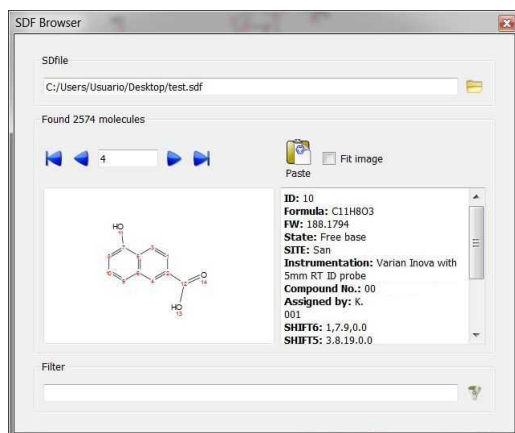 SDF Browser
SDfile
C:/Users/Usuario/Desktop/test.sdf
Found 2574 molecules
4
Paste
Fit image
ID: 10
Formula: C11H8O3
FW: 188.1794
State: Free base
SITE: San
Instrumentation: Varian Inova with
5mm RT ID probe
Compound No.: 00
Assigned by: K.
001
SHIFT6: 1,7.9,0.0
SHIFT5: 3,8.19,0.0
HO
O
HO
Filter